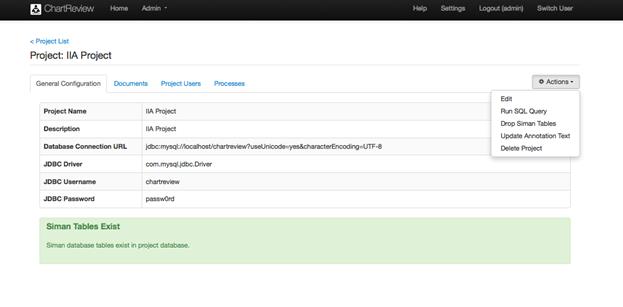 ChartReview Home Admin Help Settings Logout (admin) Switch User
< Project List
Project: IIA Project
General Configuration Documents Project Users Processes Actions
Edit
Run SQL Query
Drop Siman Tables
Update Annotation Text
Delete Project
Project Name IIA Project
Description IIA Project
Database Connection URL jdbc:mysql://localhost/chartreview?useUnicode=yes&characterEncoding=UTF-8
JDBC Driver com.mysql.jdbc.Driver
JDBC Username chartreview
JDBC Password passw0rd
Siman Tables Exist
Siman database tables exist in project database.